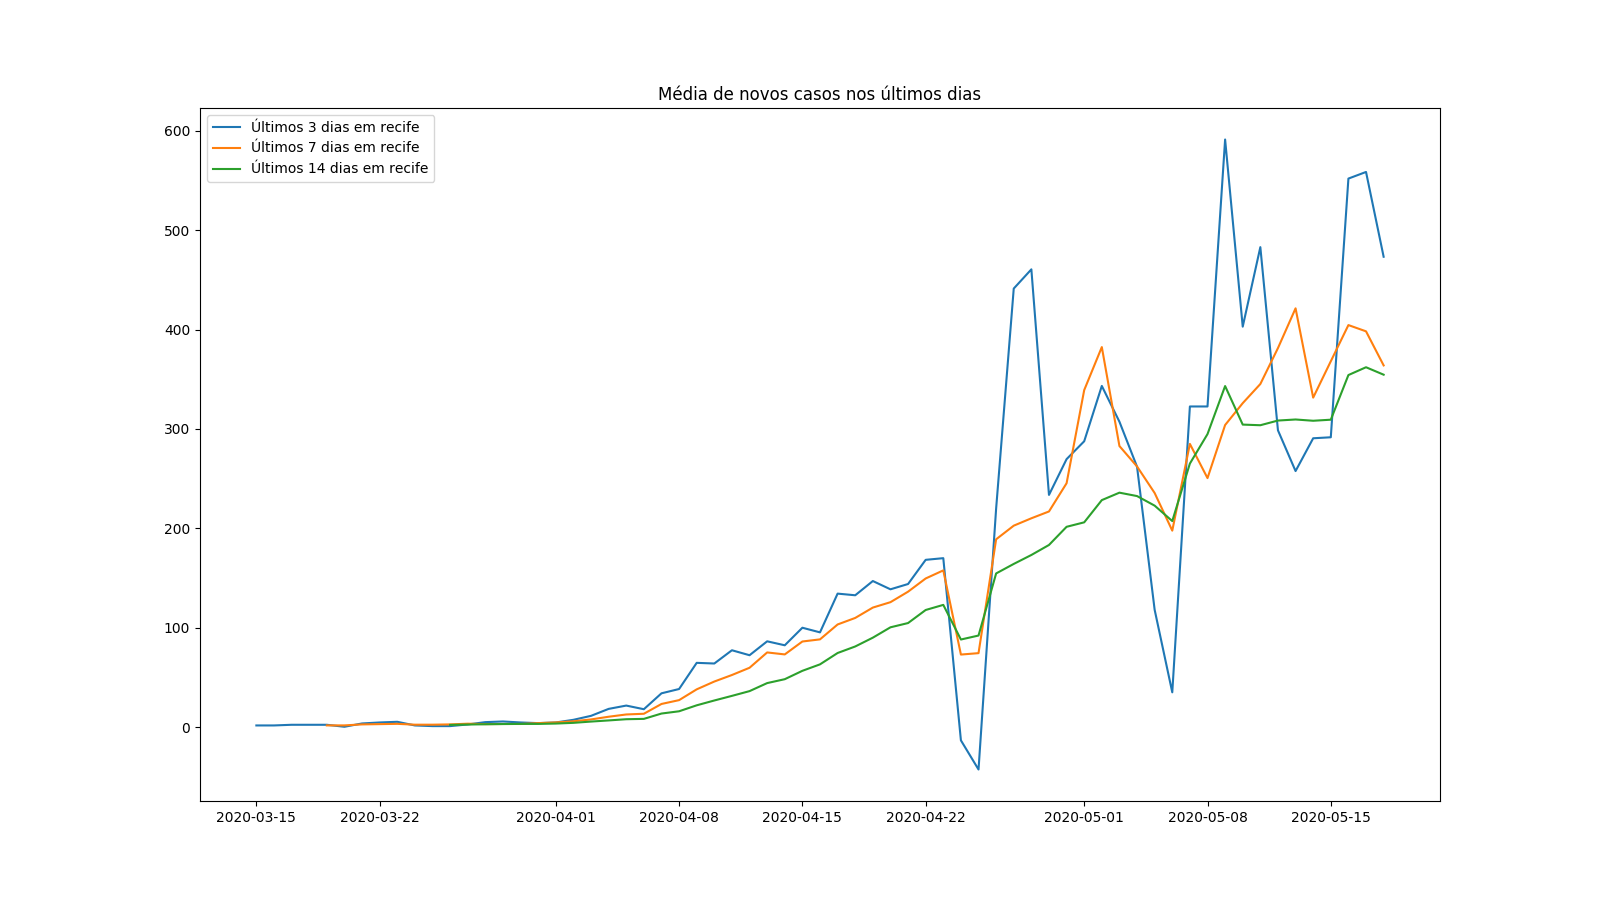 Média de novos casos nos últimos dias
Últimos 3 dias em recife
Últimos 7 dias em recife
Últimos 14 dias em recife
600
500
400
300
200
100
0
2020-03-15 2020-03-22 2020-04-01 2020-04-08 2020-04-15 2020-04-22 2020-05-01 2020-05-08 2020-05-15